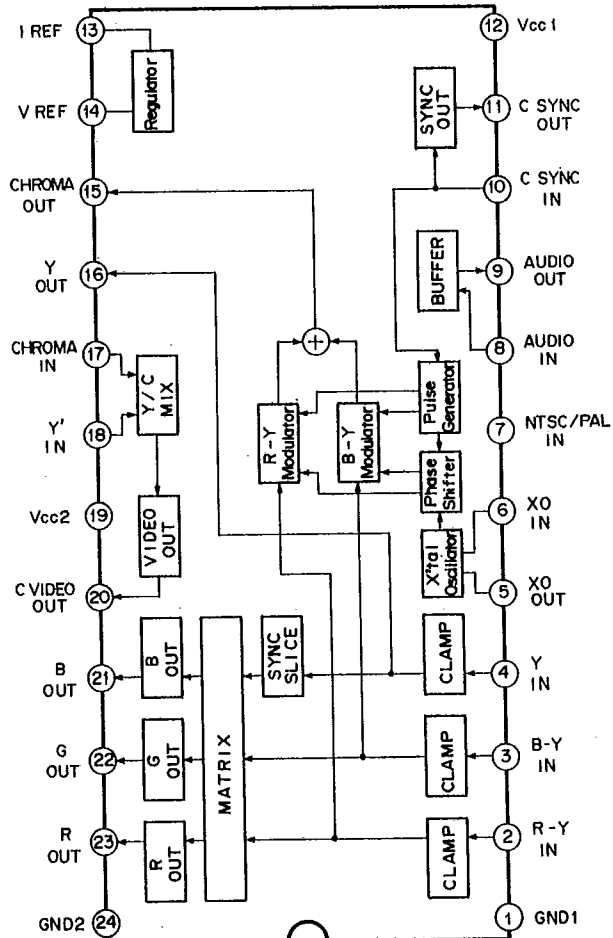 I REF
13
V REF
14
Regulator
CHROMA
OUT
15
Y
OUT
16
CHROMA
IN
17
Y'
IN
18
Y/C
MIX
Vcc2
19
VIDEO OUT
C VIDEO
OUT
20
B
OUT
21
B
OUT
G
OUT
22
G
OUT
R
OUT
23
R
OUT
GND2
24
MATRIX
SYNC
SLICE
+
R-Y
Modulator
B-Y
Modulator
Pulse
Generator
Phase
Shifter
X'tal
Oscillator
12
Vcc1
SYNC
OUT
11
C SYNC
OUT
10
C SYNC
IN
BUFFER
9
AUDIO
OUT
8
AUDIO
IN
7
NTSC/PAL
IN
6
XO
IN
5
XO
OUT
CLAMP
4
Y
IN
CLAMP
3
B-Y
IN
CLAMP
2
R-Y
IN
1
GND1